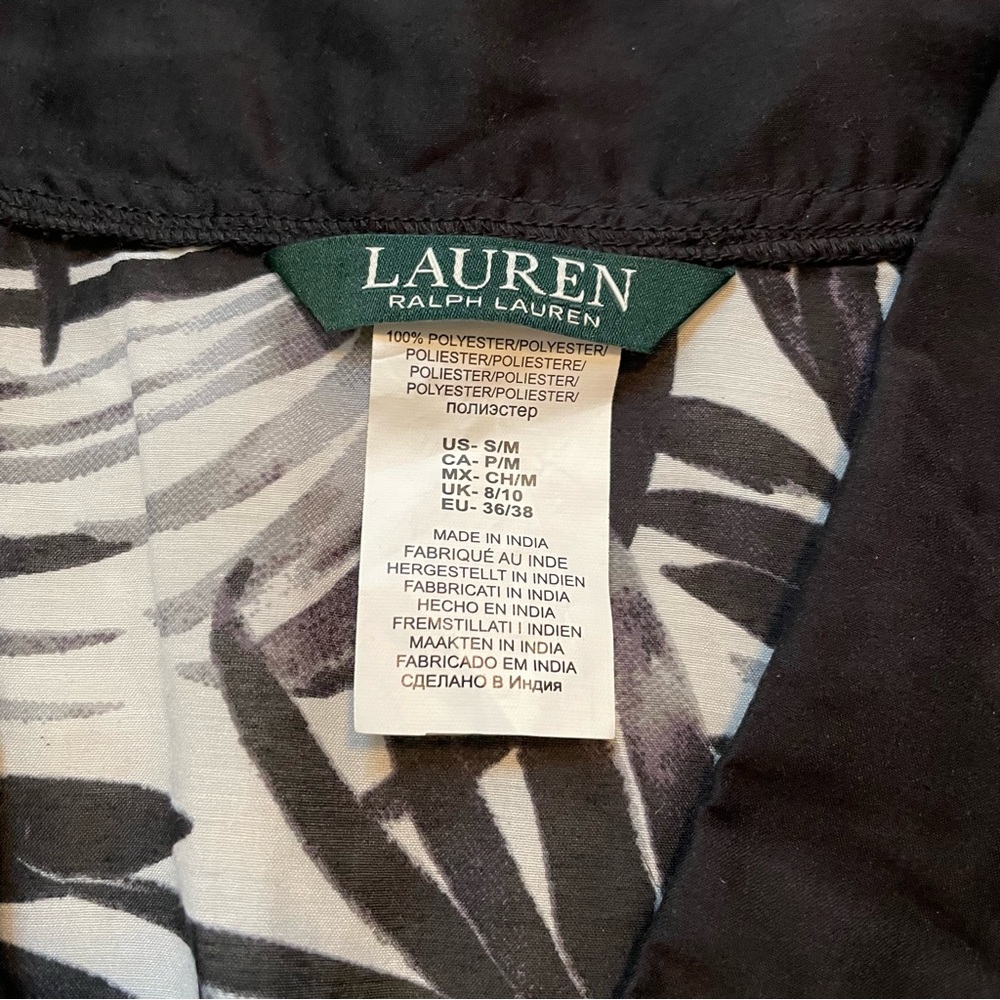 LAUREN
RALPH LAUREN
100% POLYESTER/POLYESTER/
POLIESTER/POLIESTERE/
POLIESTER/POLIESTER/
POLYESTER/POLIESTER/
полиэстер
US- S/M
CA- P/M
MX- CH/M
UK- 8/10
EU- 36/38
MADE IN INDIA
FABRIQUÉ AU INDE
HERGESTELLT IN INDIEN
FABBRICATI IN INDIA
HECHO EN INDIA
FREMSTILLATI I INDIEN
MAAKTEN IN INDIA
FABRICADO EM INDIA
СДЕЛАНО В Индия